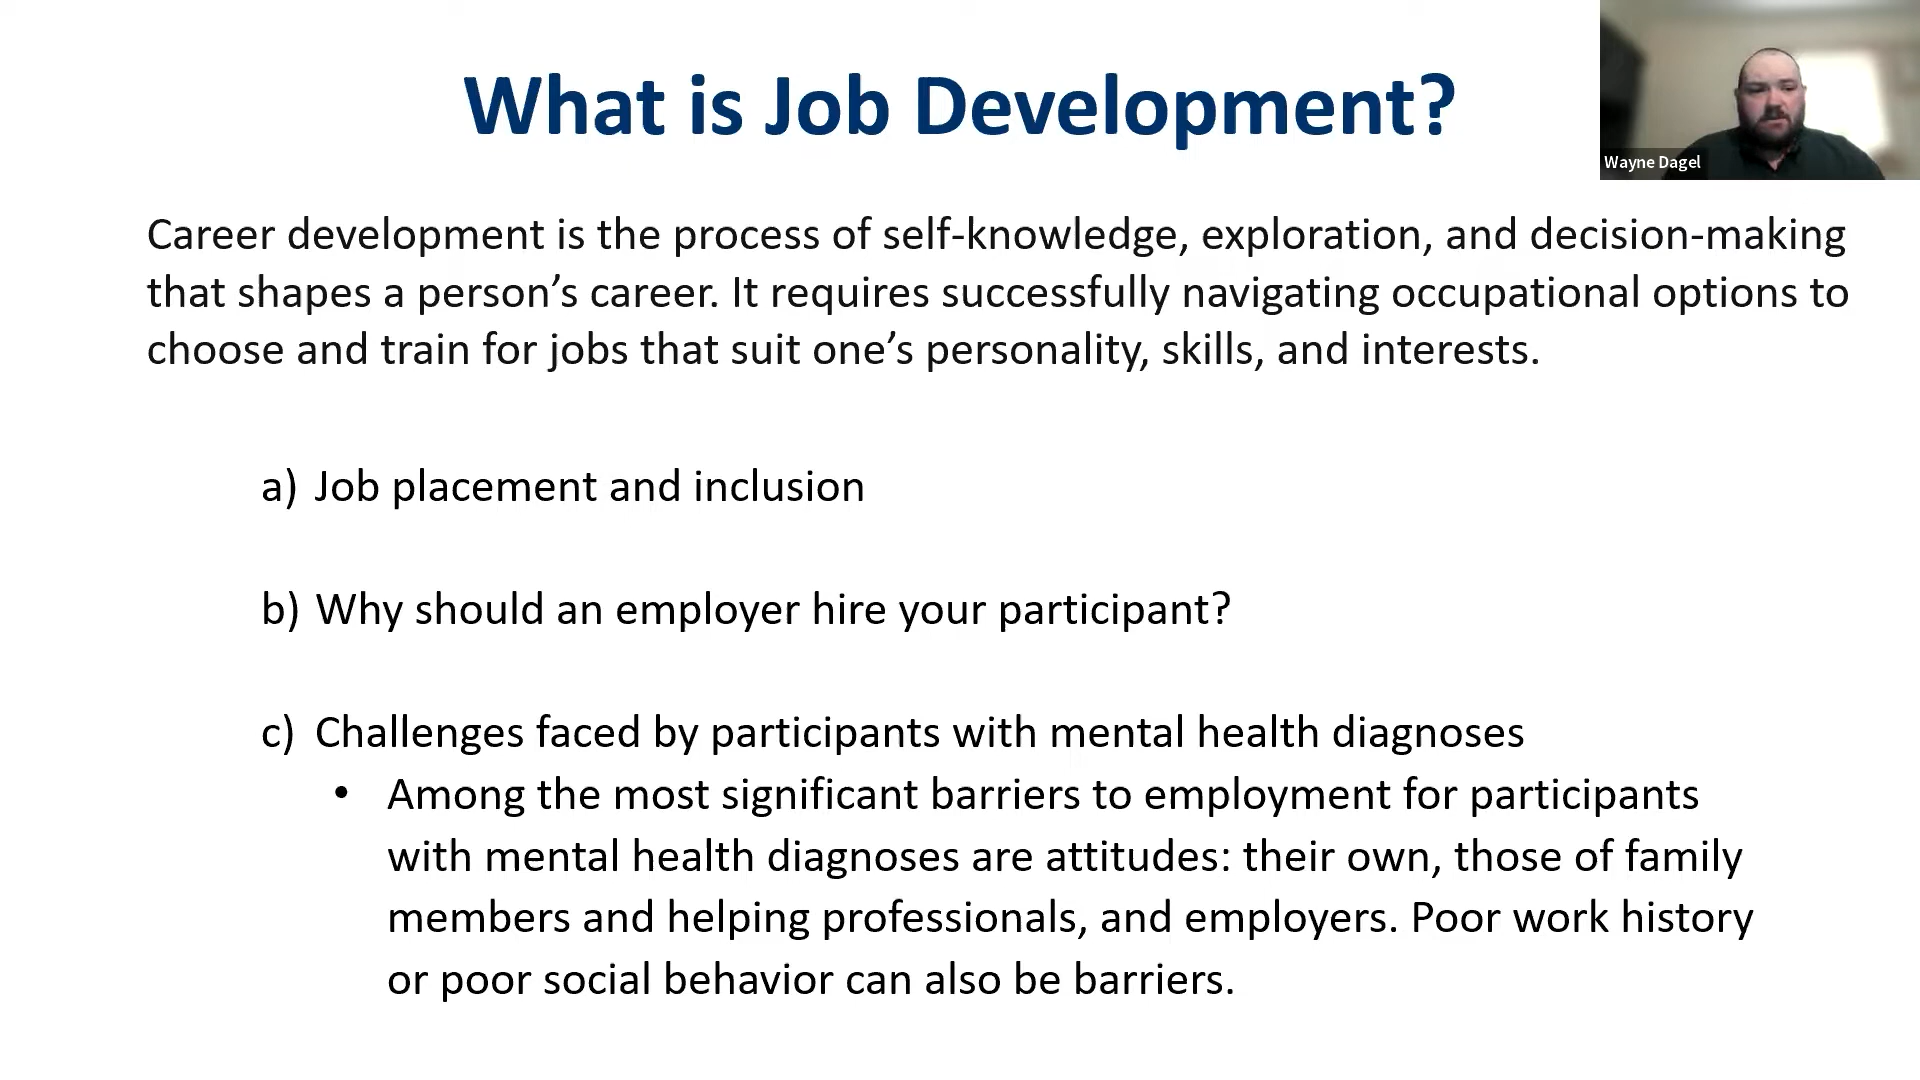 What is Job Development?
Wayne Dagel
Career development is the process of self-knowledge, exploration, and decision-making
that shapes a person’s career. It requires successfully navigating occupational options to
choose and train for jobs that suit one’s personality, skills, and interests.
a) Job placement and inclusion
b) Why should an employer hire your participant?
c) Challenges faced by participants with mental health diagnoses
• Among the most significant barriers to employment for participants
with mental health diagnoses are attitudes: their own, those of family
members and helping professionals, and employers. Poor work history
or poor social behavior can also be barriers.